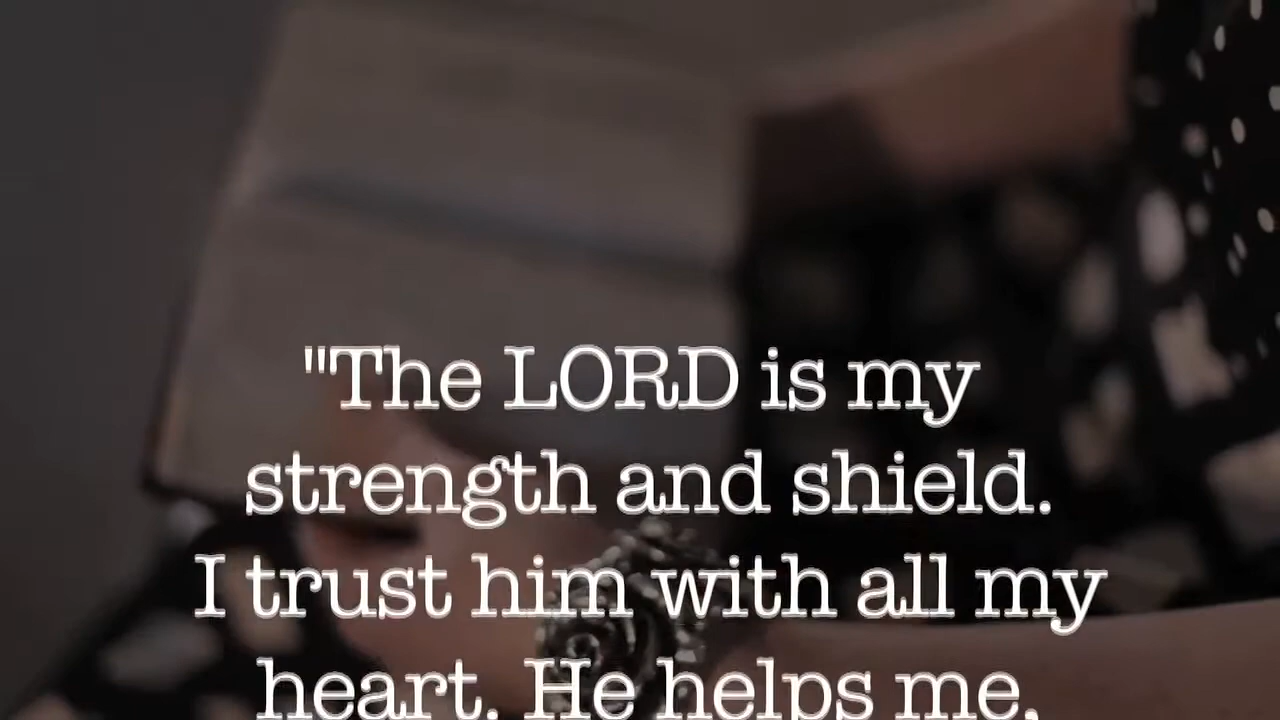 "The LORD is my
strength and shield.
I trust him with all my
heart. He helps me,